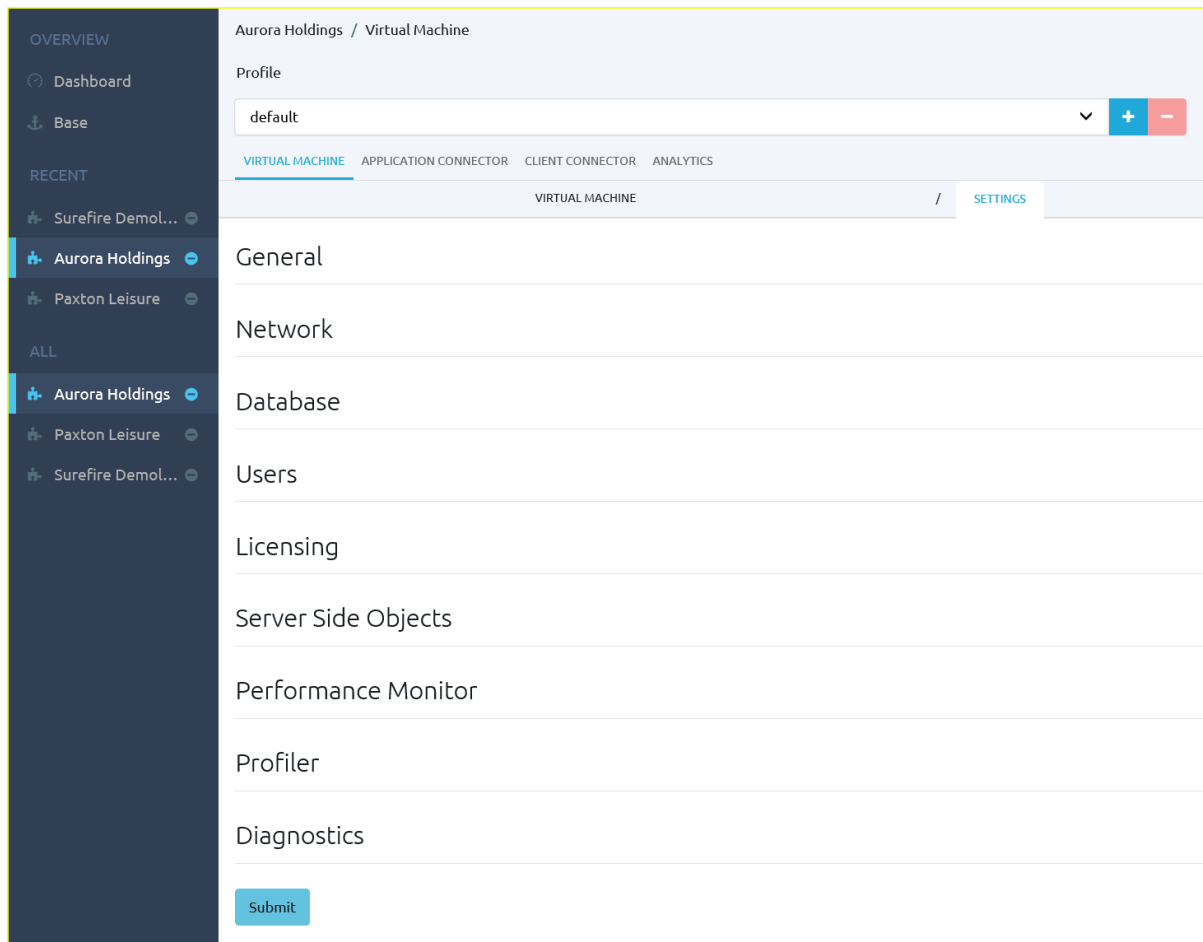 OVERVIEW
Dashboard
Base
RECENT
Surefire Demol...
Aurora Holdings
Paxton Leisure
ALL
Aurora Holdings
Paxton Leisure
Surefire Demol...
Aurora Holdings / Virtual Machine
Profile
default
VIRTUAL MACHINE APPLICATION CONNECTOR CLIENT CONNECTOR ANALYTICS
VIRTUAL MACHINE / SETTINGS
General
Network
Database
Users
Licensing
Server Side Objects
Performance Monitor
Profiler
Diagnostics
Submit